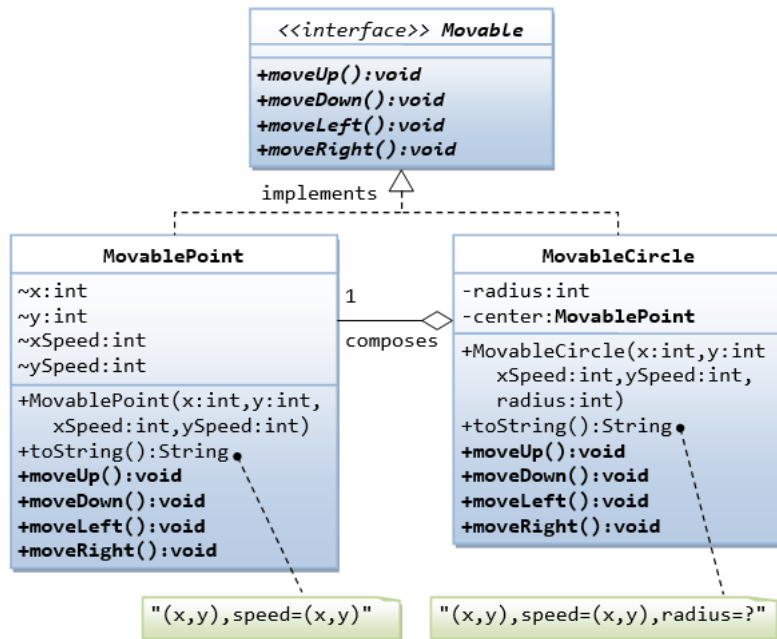 <<interface>> Movable
+moveUp():void
+moveDown():void
+moveLeft():void
+moveRight():void
implements
MovablePoint
~x:int
~y:int
~xSpeed:int
~ySpeed:int
+MovablePoint(x:int,y:int,
xSpeed:int,ySpeed:int)
+toString():String
+moveUp():void
+moveDown():void
+moveLeft():void
+moveRight():void
1
composes
MovableCircle
-radius:int
-center:MovablePoint
+MovableCircle(x:int,y:int
xSpeed:int,ySpeed:int,
radius:int)
+toString():String
+moveUp():void
+moveDown():void
+moveLeft():void
+moveRight():void
"(x,y),speed=(x,y)"
"(x,y),speed=(x,y),radius=?"